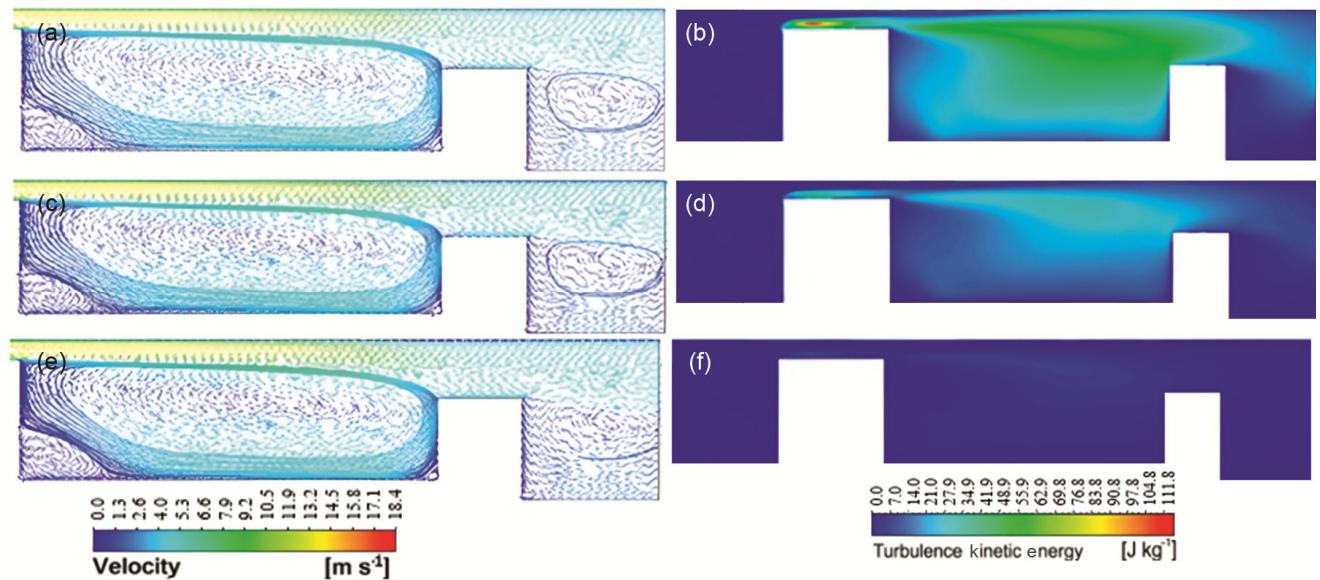 (a)
(b)
(c)
(d)
(e)
(f)
0.0 1.3 2.6 4.0 5.3 6.6 7.9 9.2 10.5 11.9 13.2 14.5 15.8 17.1 18.4
Velocity [m s-1]
0.0 7.0 14.0 21.0 27.9 34.9 41.9 48.9 55.9 62.9 69.8 76.8 83.8 90.8 97.8 104.8 111.8
Turbulence kinetic energy [J kg-1]